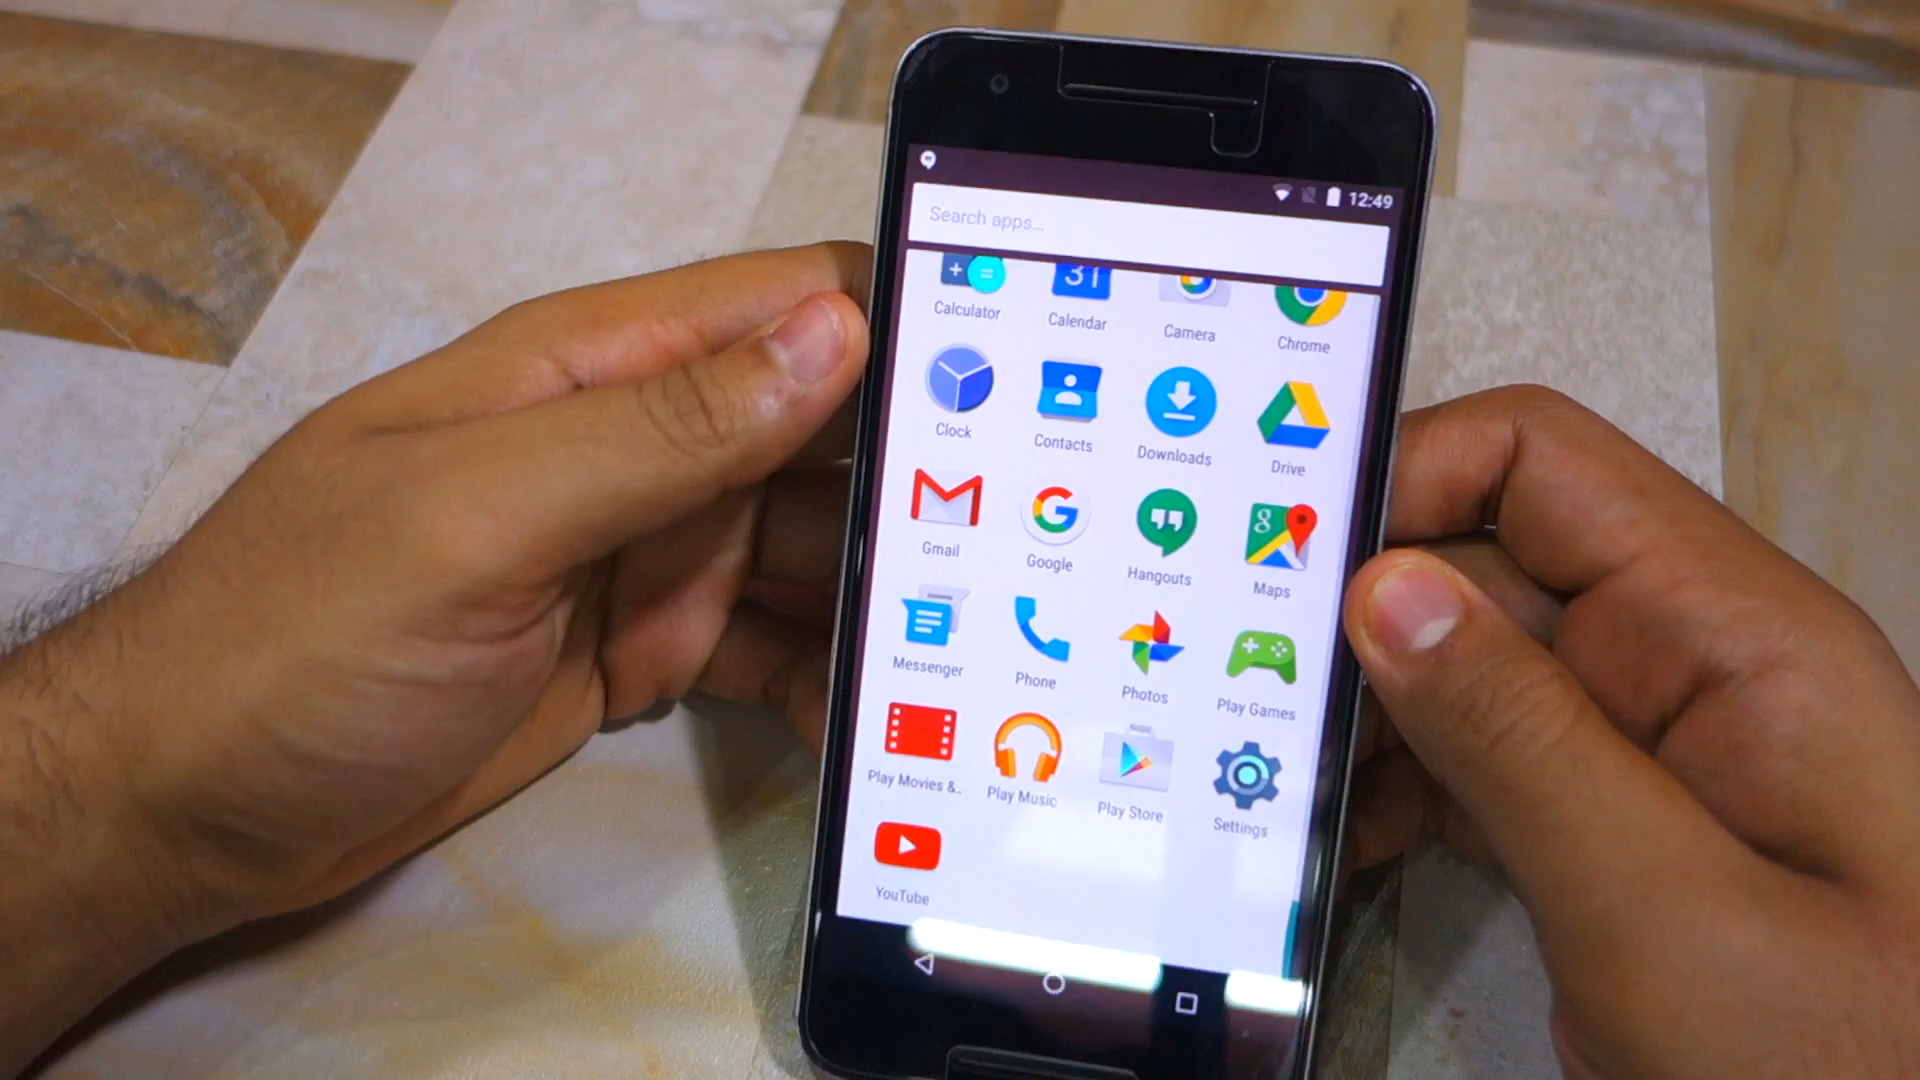 12:49
Search apps...
31
Calculator
Calendar
Camera
Chrome
Clock
Contacts
Downloads
Drive
Gmail
Google
Hangouts
Maps
Messenger
Phone
Photos
Play Games
Play Movies &..
Play Music
Play Store
Settings
YouTube